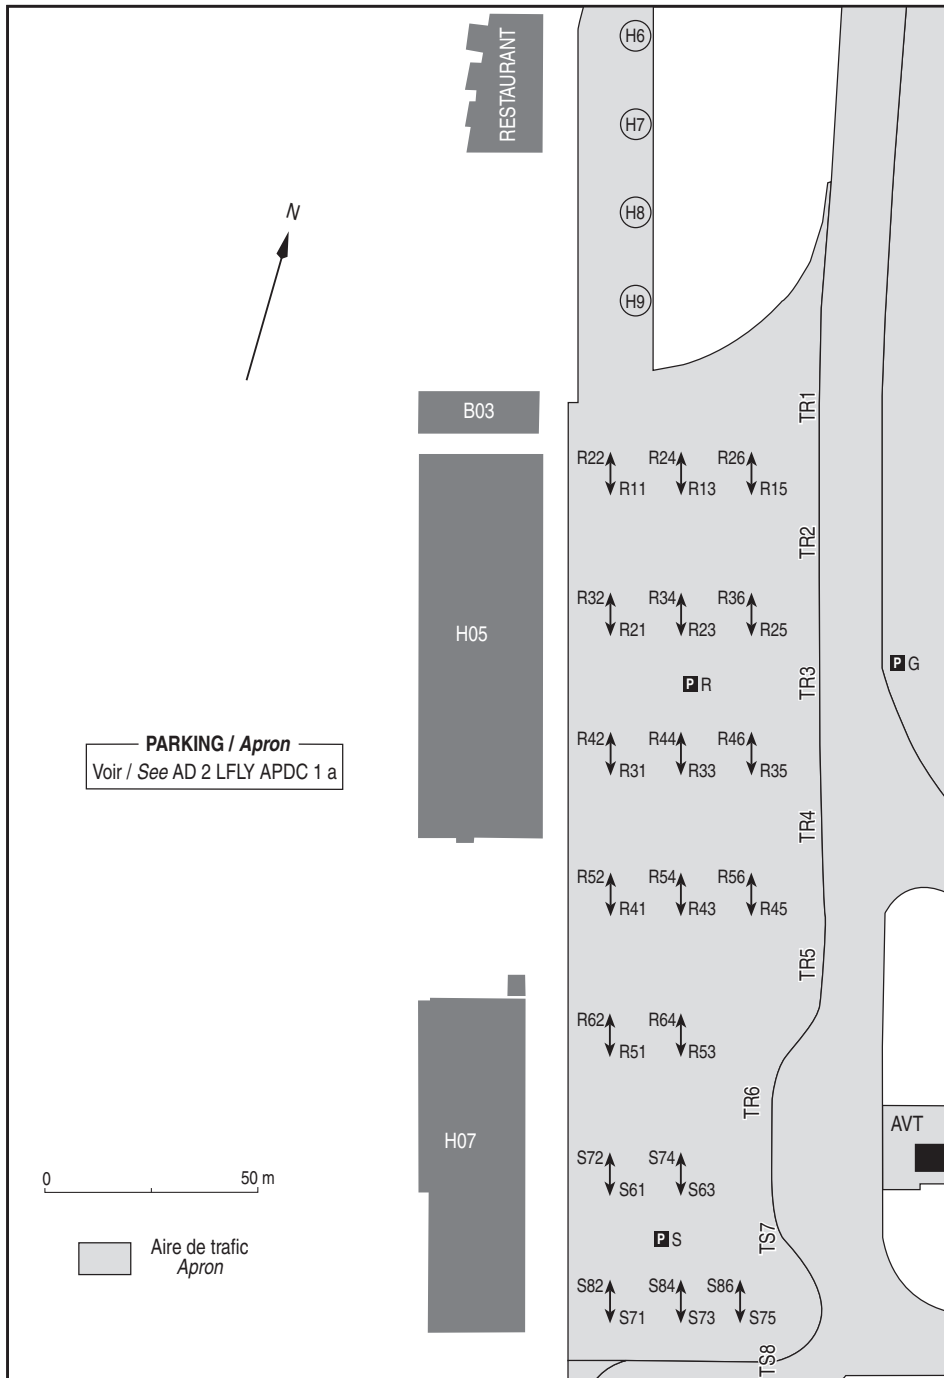 H6
RESTAURANT
H7
H8
N
H9
B03
TR1
R22 R24 R26
R11 R13 R15
TR2
R32 R34 R36
H05
R21 R23 R25
P G
P R
TR3
R42 R44 R46
PARKING / Apron
Voir / See AD 2 LFLY APDC 1 a
R31 R33 R35
TR4
R52 R54 R56
R41 R43 R45
TR5
R62 R64
R51 R53
TR6
AVT
H07
S72 S74
0 50 m
S61 S63
P S
TS7
Aire de trafic
Apron
S82 S84 S86
S71 S73 S75
TS8